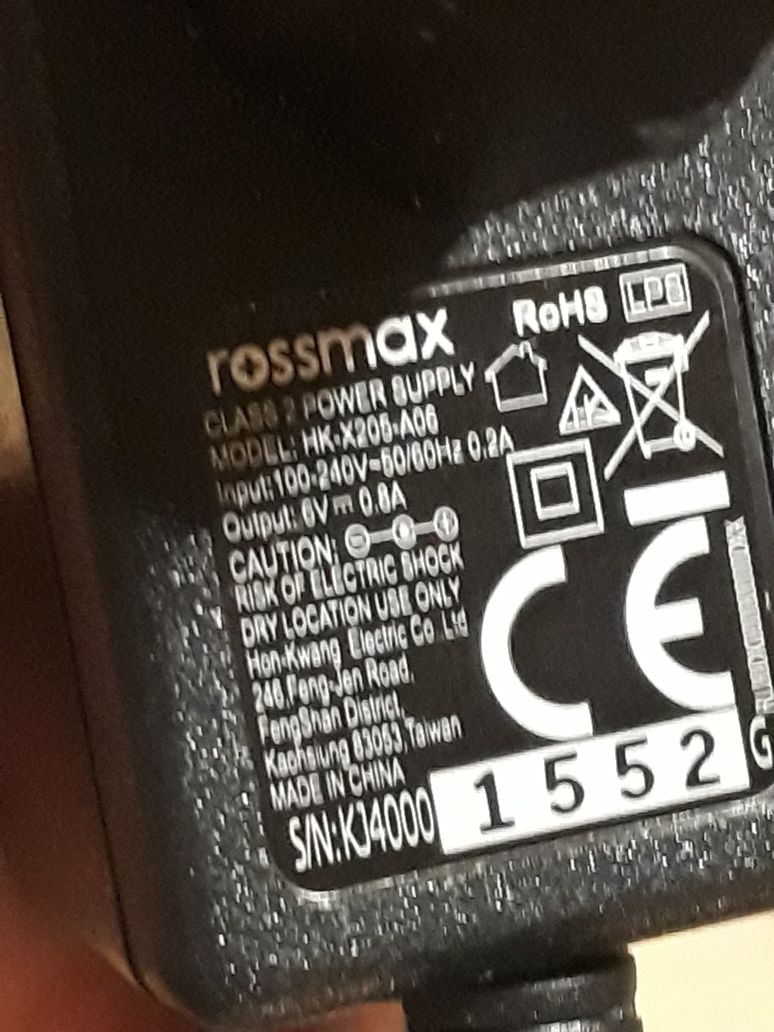 rossmax
RoHS LPS
CLASS 2 POWER SUPPLY
MODEL: HK-X205-A06
Input:100-240V~50/60Hz 0.2A
Output: 6V⎓0.6A
CAUTION:
RISK OF ELECTRIC SHOCK
DRY LOCATION USE ONLY
Hon-Kwang Electric Co. Ltd
246,Feng-Jen Road,
FengShan District,
Kaohsiung 83053,Taiwan
MADE IN CHINA
S/N:KJ4000 1552
CE
G